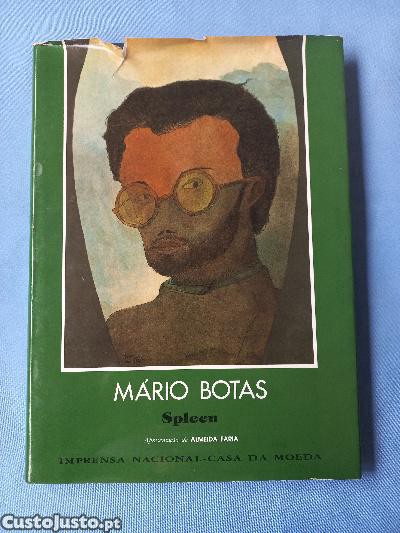 MÁRIO BOTAS
Spleen
Apresentação de ALMEIDA FARIA
IMPRENSA NACIONAL-CASA DA MOEDA
CustoJusto.pt